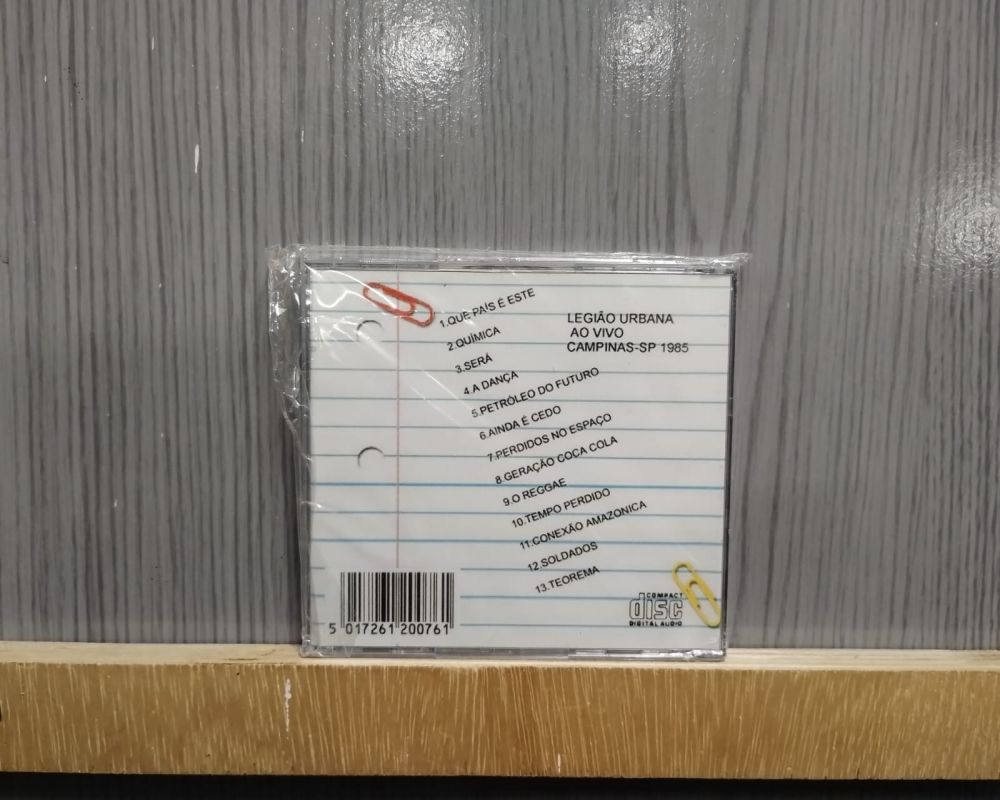 1.QUE PAÍS É ESTE
2.QUÍMICA
3.SERÁ
4.A DANÇA
5.PETRÓLEO DO FUTURO
6.AINDA É CEDO
7.PERDIDOS NO ESPAÇO
8.GERAÇÃO COCA COLA
9.O REGGAE
10.TEMPO PERDIDO
11.CONEXÃO AMAZONICA
12.SOLDADOS
13.TEOREMA
LEGIÃO URBANA
AO VIVO
CAMPINAS-SP 1985
5 017261 200761
COMPACT
disc
DIGITAL AUDIO